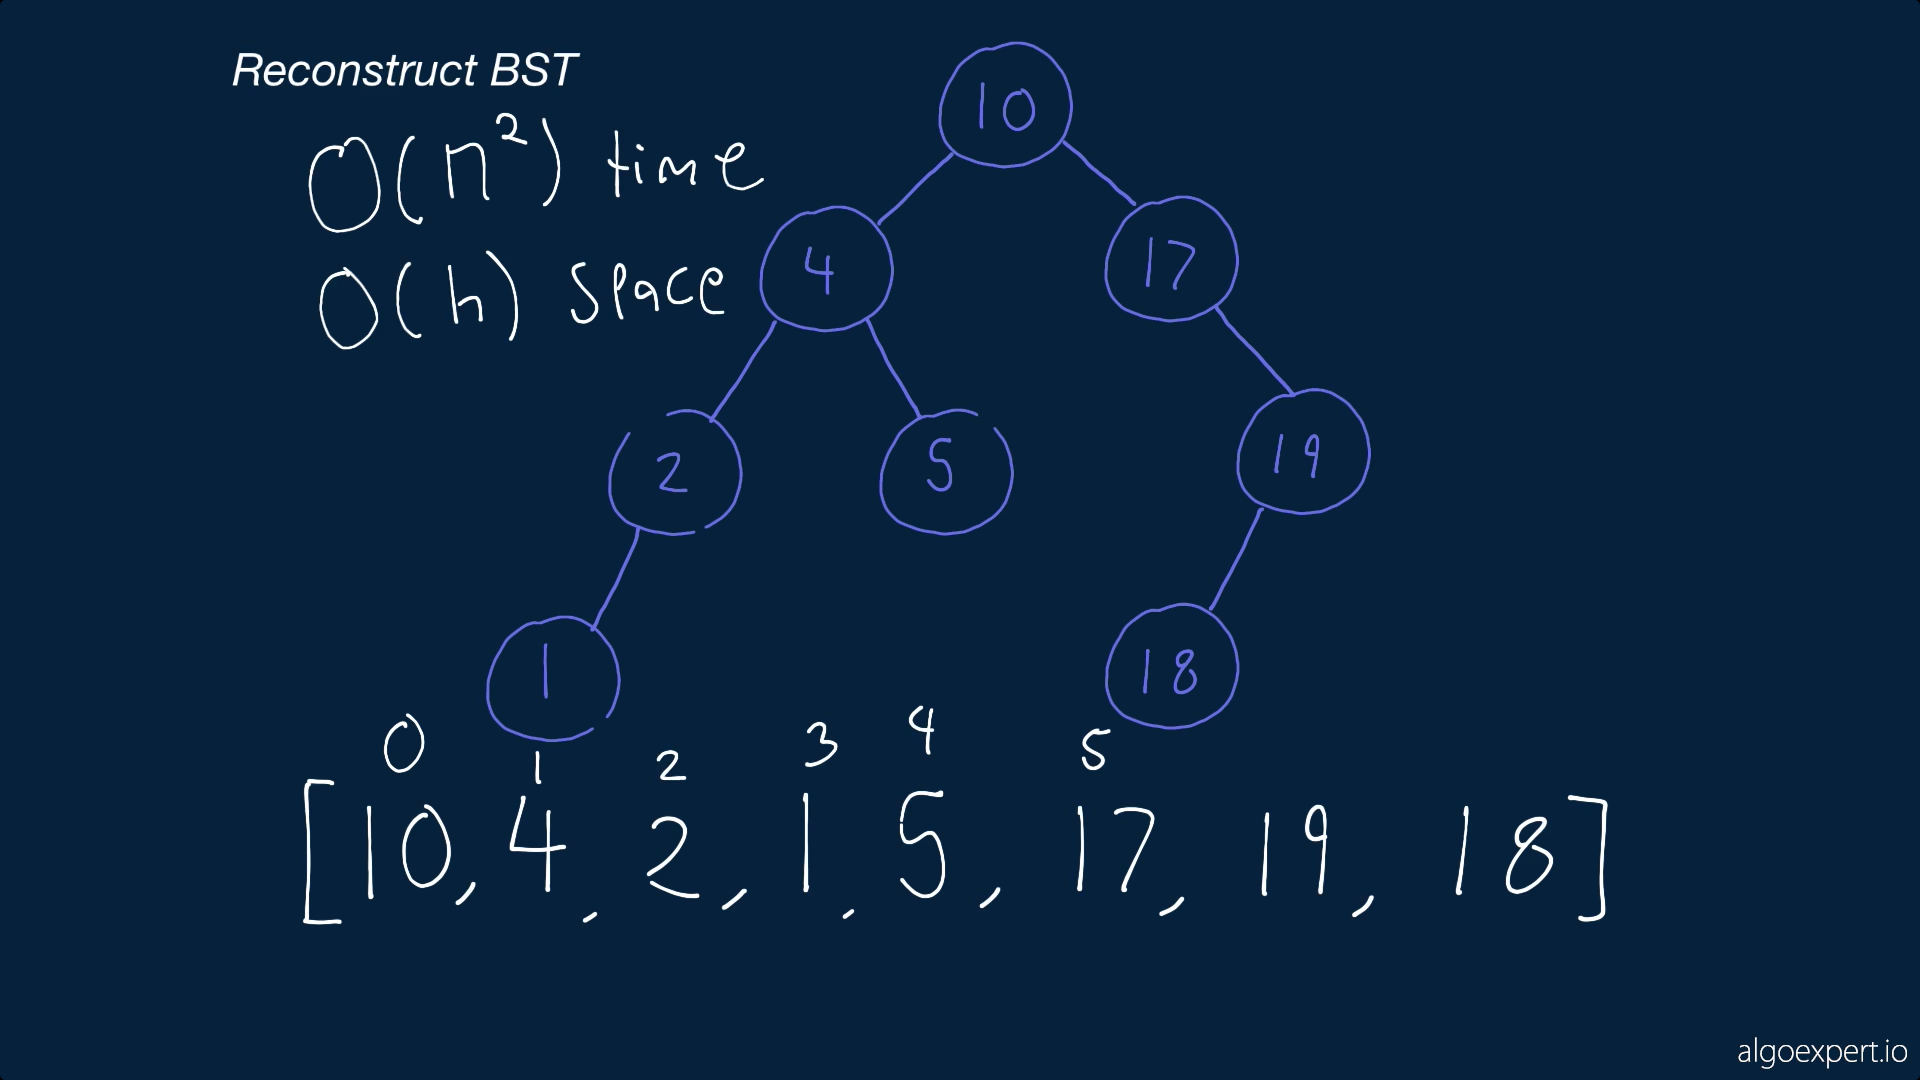 Reconstruct BST
O(n²) time
O(h) space
10
4
17
2
5
19
1
18
0 1 2 3 4 5
[10, 4, 2, 1, 5, 17, 19, 18]
algoexpert.io